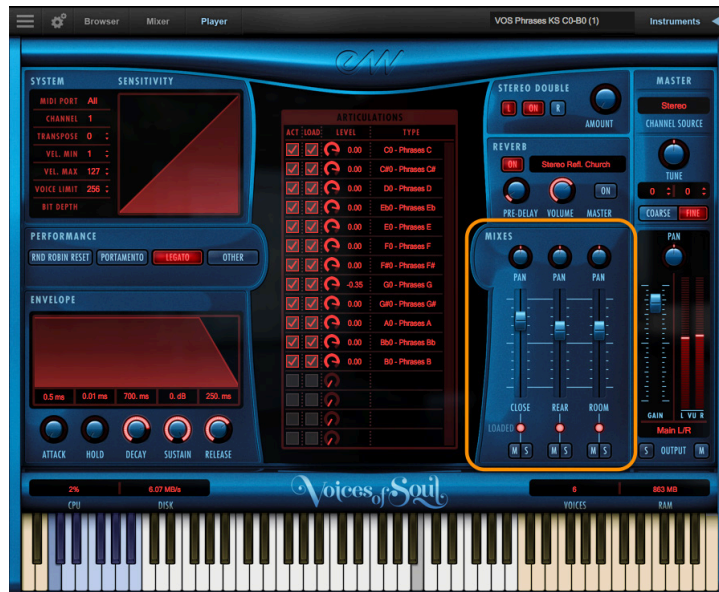 Browser Mixer Player VOS Phrases KS C0-B0 (1) Instruments
SYSTEM SENSITIVITY
MIDI PORT All
CHANNEL 1
TRANSPOSE 0
VEL. MIN 1
VEL. MAX 127
VOICE LIMIT 256
BIT DEPTH
PERFORMANCE
RND ROBIN RESET PORTAMENTO LEGATO OTHER
ENVELOPE
0.5 ms 0.01 ms 700. ms 0. dB 250. ms
ATTACK HOLD DECAY SUSTAIN RELEASE
EW
ARTICULATIONS
ACT LOAD LEVEL TYPE
0.00 C0 - Phrases C
0.00 C#0 - Phrases C#
0.00 D0 - Phrases D
0.00 Eb0 - Phrases Eb
0.00 E0 - Phrases E
0.00 F0 - Phrases F
0.00 F#0 - Phrases F#
-0.35 G0 - Phrases G
0.00 G#0 - Phrases G#
0.00 A0 - Phrases A
0.00 Bb0 - Phrases Bb
0.00 B0 - Phrases B
STEREO DOUBLE
L ON R
AMOUNT
REVERB
ON Stereo Refl. Church
ON
PRE-DELAY VOLUME MASTER
MIXES
PAN PAN PAN
CLOSE REAR ROOM
LOADED
M S M S M S
MASTER
Stereo
CHANNEL SOURCE
TUNE
0 0
COARSE FINE
PAN
GAIN L VU R
Main L/R
S OUTPUT M
2% 6.07 MB/s
CPU DISK
Voices of Soul
6 863 MB
VOICES RAM